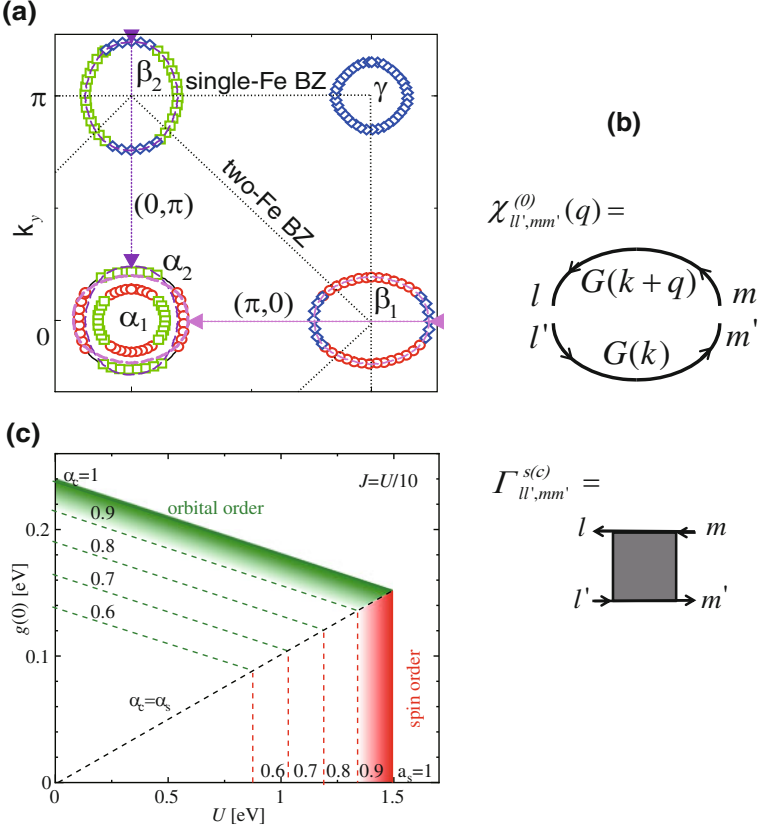 (a)
β₂
single-Fe BZ
γ
π
(0,π)
two-Fe BZ
k_y
α₂
(π,0)
α₁
β₁
0
(b)
χ^{(0)}_{ll',mm'}(q) =
l
G(k+q)
m
l'
G(k)
m'
(c)
α_c=1
J=U/10
orbital order
0.9
0.8
0.7
0.6
0.2
0.1
0
g(0) [eV]
α_c=α_s
spin order
0.6
0.7
0.8
0.9
a_s=1
0
0.5
1
1.5
U [eV]
Γ^{s(c)}_{ll',mm'} =
l
m
l'
m'